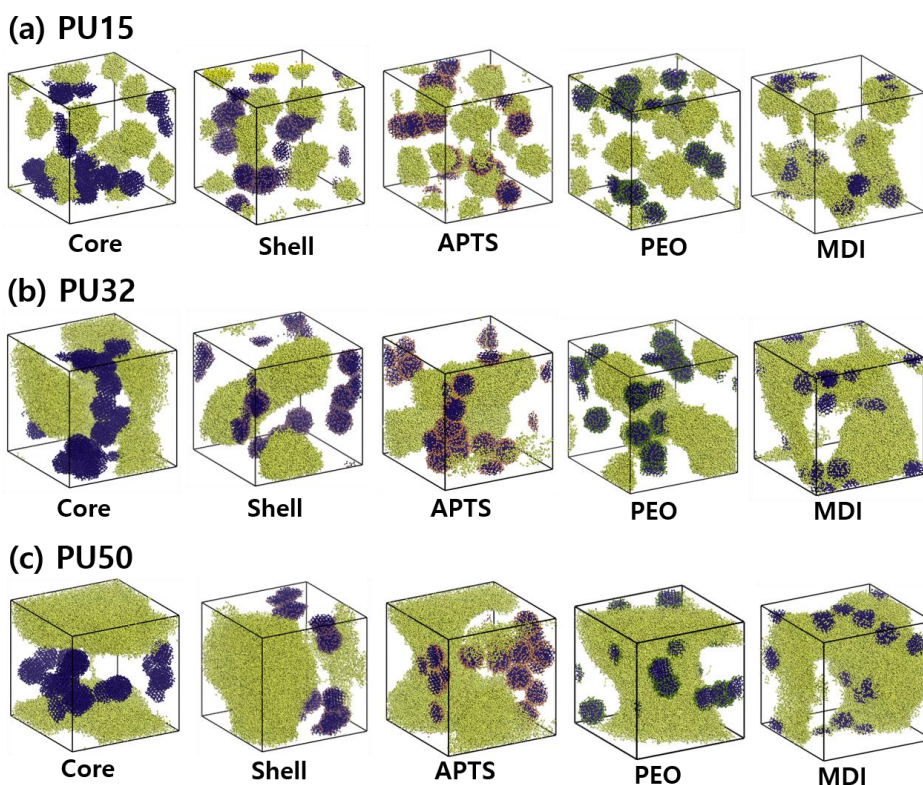 (a) PU15
Core Shell APTS PEO MDI
(b) PU32
Core Shell APTS PEO MDI
(c) PU50
Core Shell APTS PEO MDI